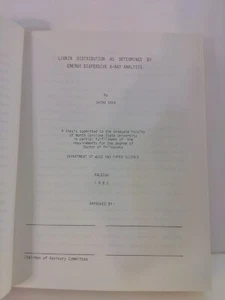 LIGNIN DISTRIBUTION AS DETERMINED BY
ENERGY DISPERSIVE X-RAY ANALYSIS
by
A thesis submitted to the Graduate Faculty
of North Carolina State University
in partial fulfillment of the
requirements for the Degree of
Doctor of Philosophy
DEPARTMENT OF WOOD AND PAPER SCIENCE
RALEIGH
1981
APPROVED BY:
Chairman of Advisory Committee